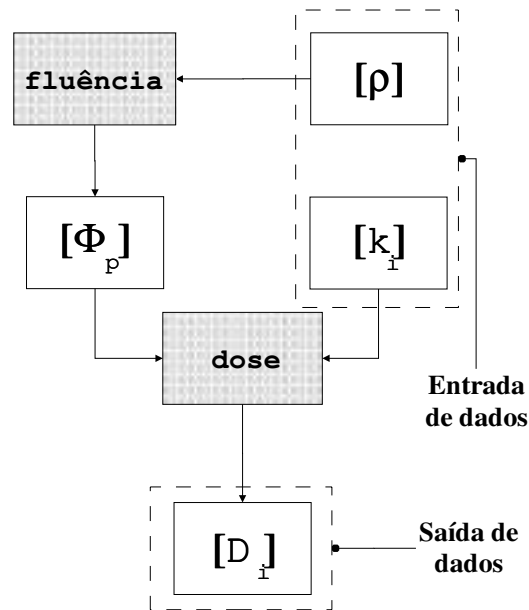 fluência
[ρ]
[Φp]
[ki]
dose
Entrada
de dados
[Di]
Saída de
dados